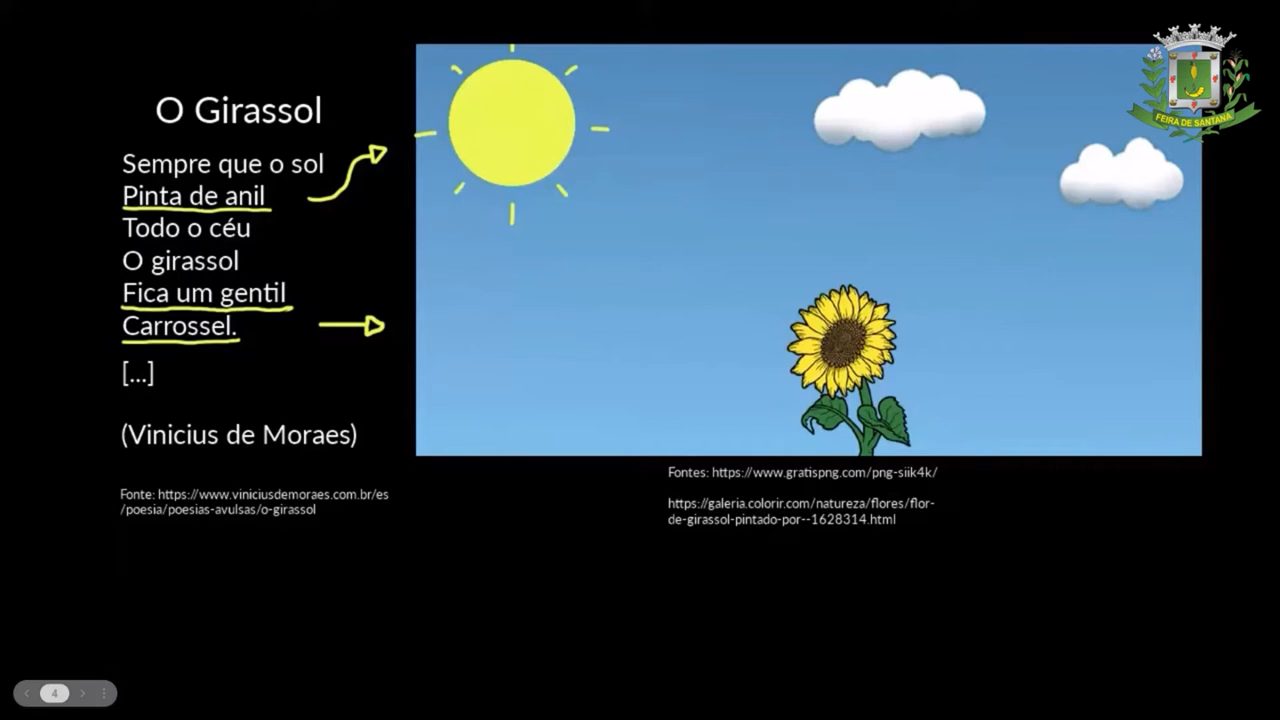 O Girassol
Sempre que o sol
Pinta de anil
Todo o céu
O girassol
Fica um gentil
Carrossel.
[...]
(Vinicius de Moraes)
Fonte: https://www.viniciusdemoraes.com.br/es
/poesia/poesias-avulsas/o-girassol
FEIRA DE SANTANA
Fontes: https://www.gratispng.com/png-siik4k/
https://galeria.colorir.com/natureza/flores/flor-
de-girassol-pintado-por--1628314.html
4